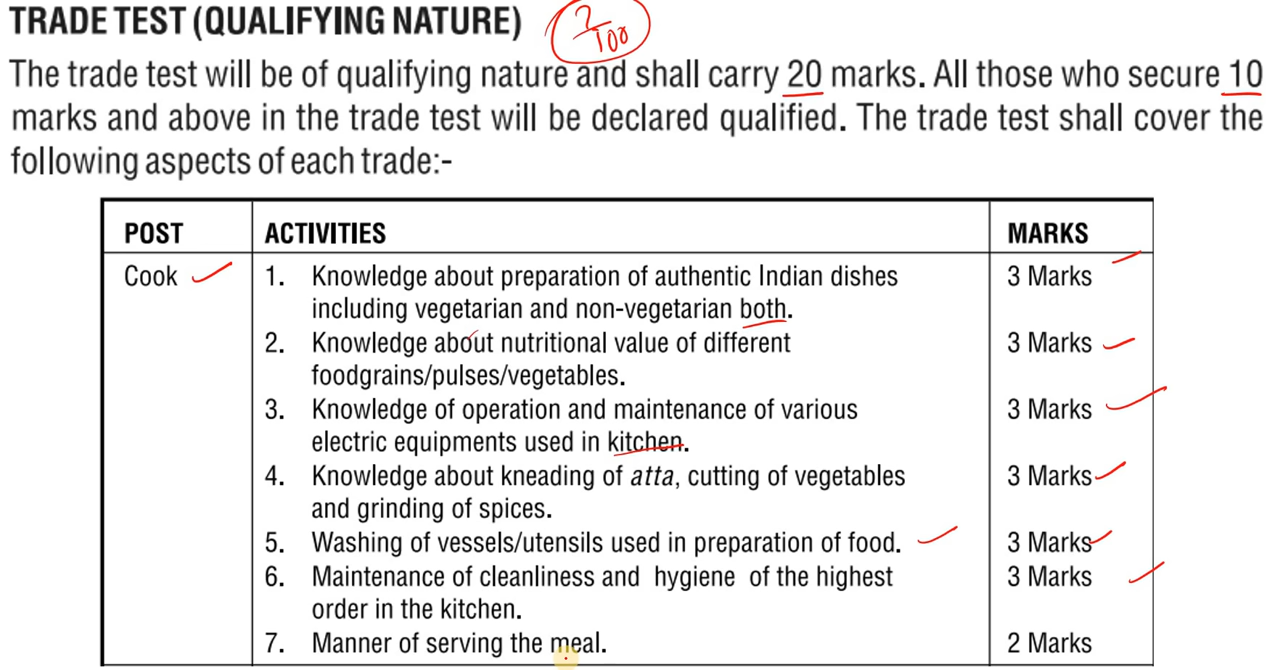 TRADE TEST (QUALIFYING NATURE)
The trade test will be of qualifying nature and shall carry 20 marks. All those who secure 10
marks and above in the trade test will be declared qualified. The trade test shall cover the
following aspects of each trade:-
POST ACTIVITIES MARKS
Cook 1. Knowledge about preparation of authentic Indian dishes 3 Marks
including vegetarian and non-vegetarian both.
2. Knowledge about nutritional value of different 3 Marks
foodgrains/pulses/vegetables.
3. Knowledge of operation and maintenance of various 3 Marks
electric equipments used in kitchen.
4. Knowledge about kneading of atta, cutting of vegetables 3 Marks
and grinding of spices.
5. Washing of vessels/utensils used in preparation of food. 3 Marks
6. Maintenance of cleanliness and hygiene of the highest 3 Marks
order in the kitchen.
7. Manner of serving the meal. 2 Marks